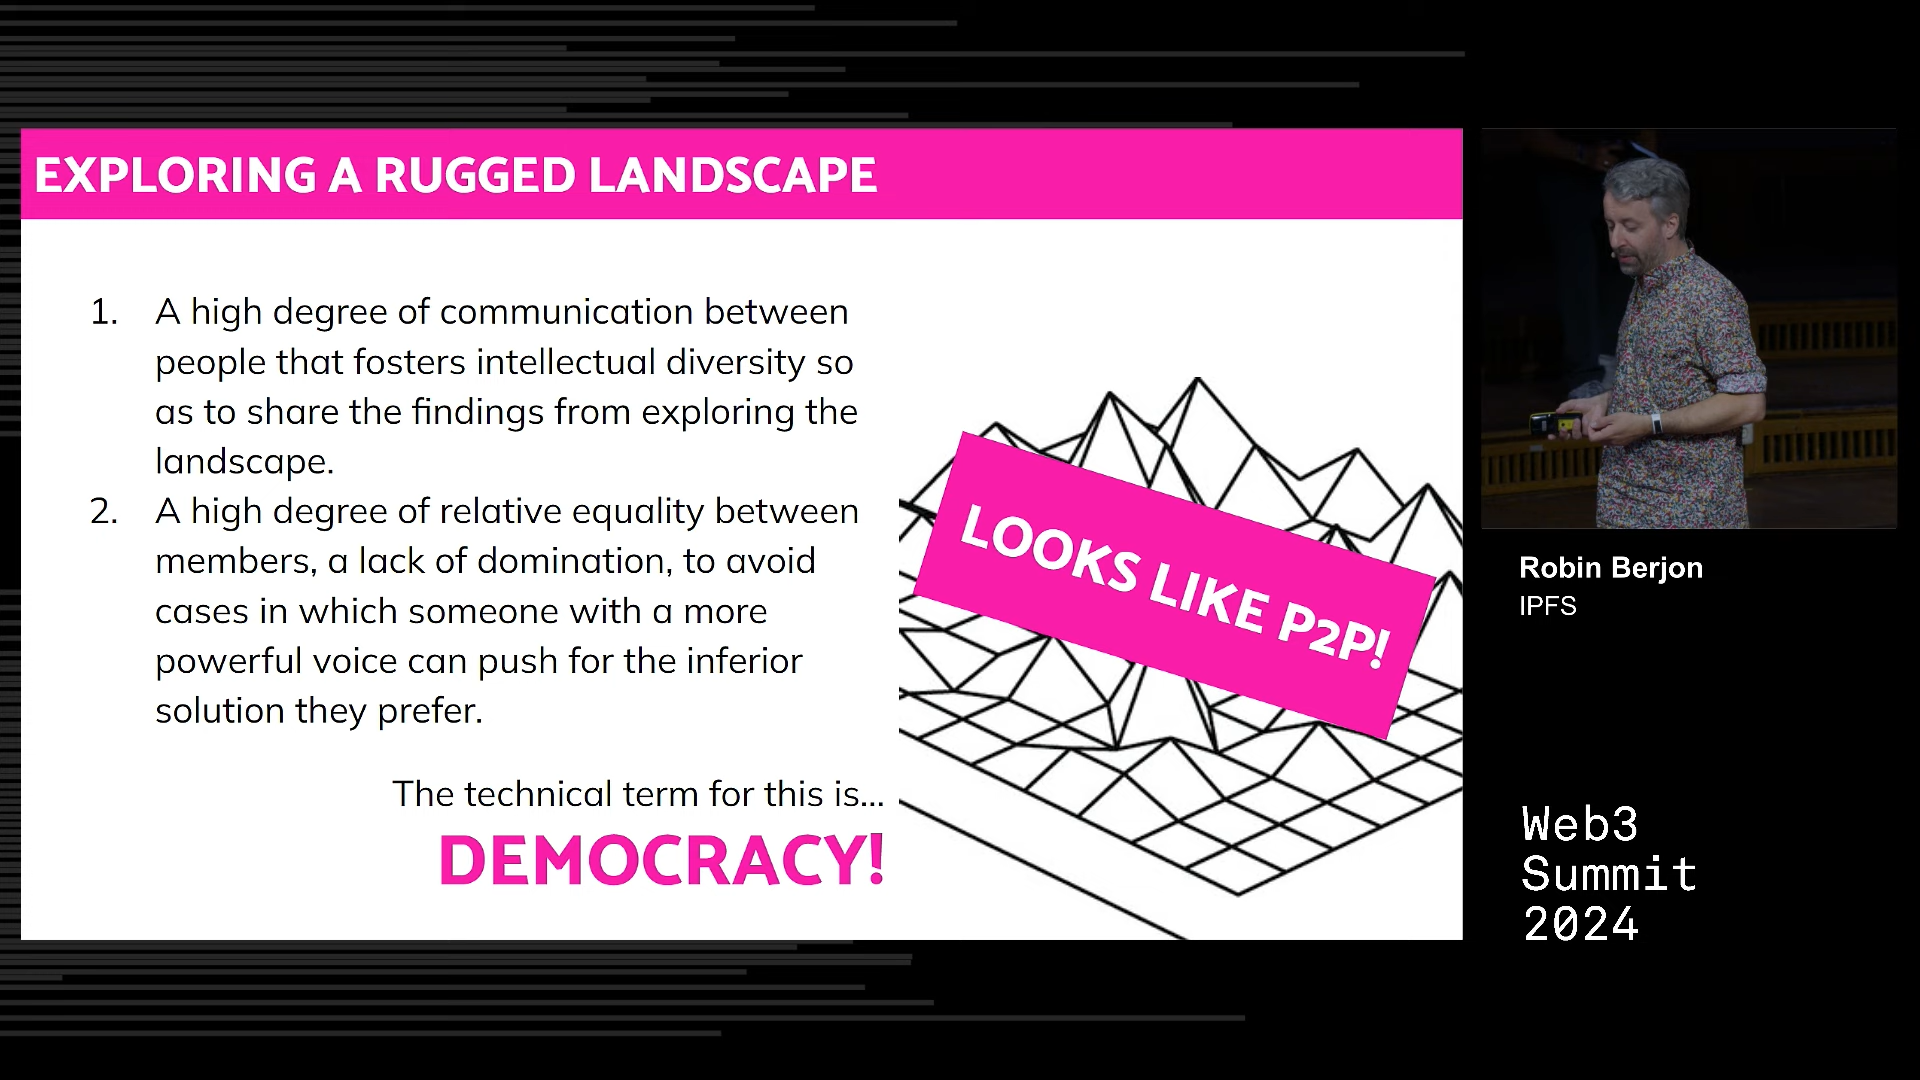 EXPLORING A RUGGED LANDSCAPE
1. A high degree of communication between
people that fosters intellectual diversity so
as to share the findings from exploring the
landscape.
2. A high degree of relative equality between
members, a lack of domination, to avoid
cases in which someone with a more
powerful voice can push for the inferior
solution they prefer.
The technical term for this is...
DEMOCRACY!
LOOKS LIKE P2P!
Robin Berjon
IPFS
Web3
Summit
2024